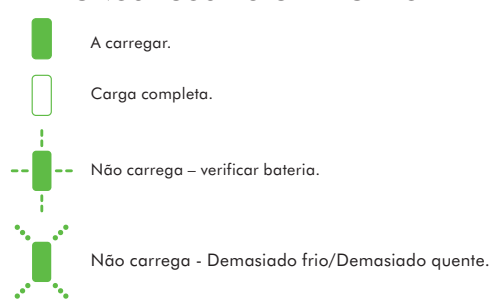 A carregar.
Carga completa.
Não carrega – verificar bateria.
Não carrega - Demasiado frio/Demasiado quente.